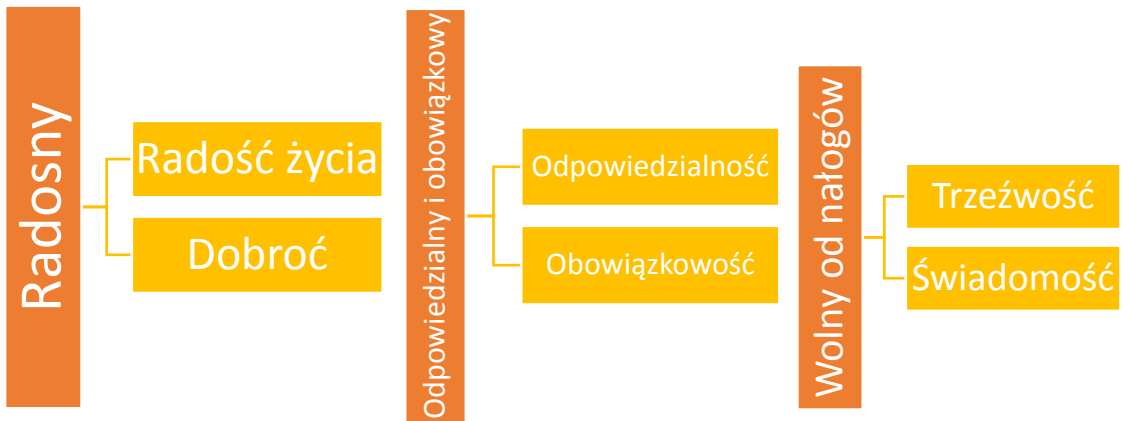 Radosny
Radość życia
Dobroć
Odpowiedzialny i obowiązkowy
Odpowiedzialność
Obowiązkowość
Wolny od nałogów
Trzeźwość
Świadomość